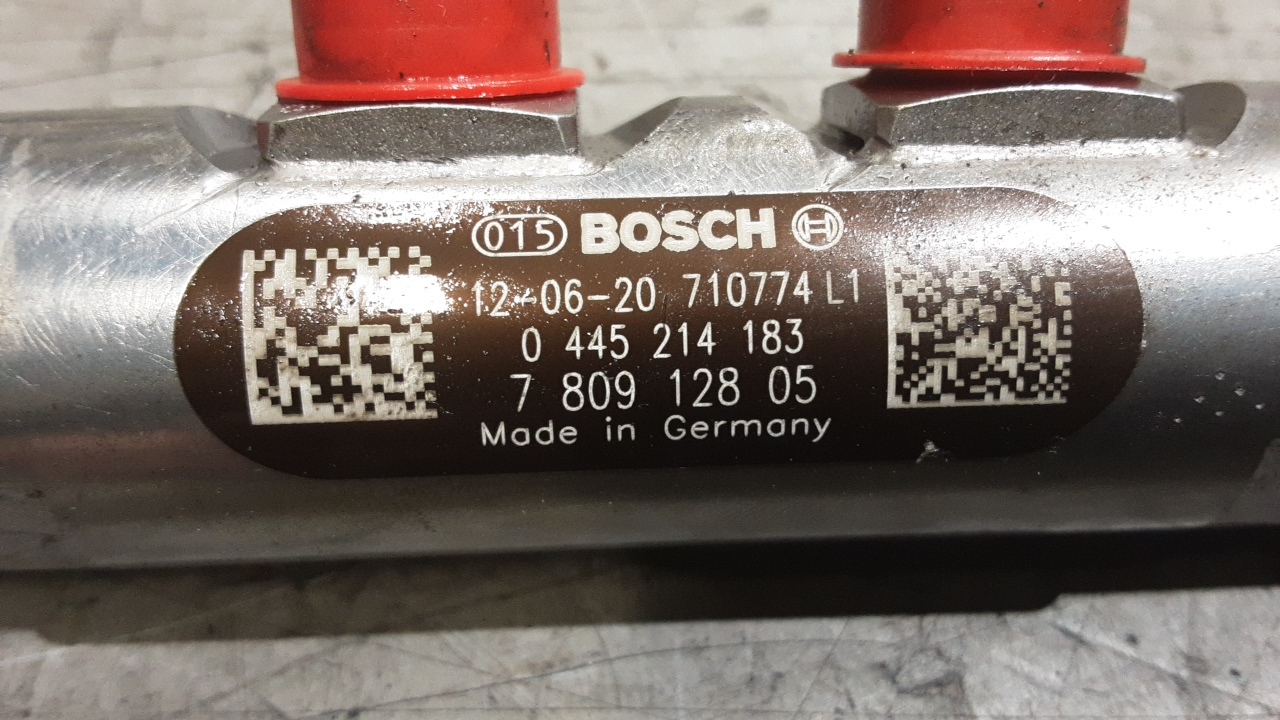 015 BOSCH
12-06-20 710774 L1
0 445 214 183
7 809 128 05
Made in Germany